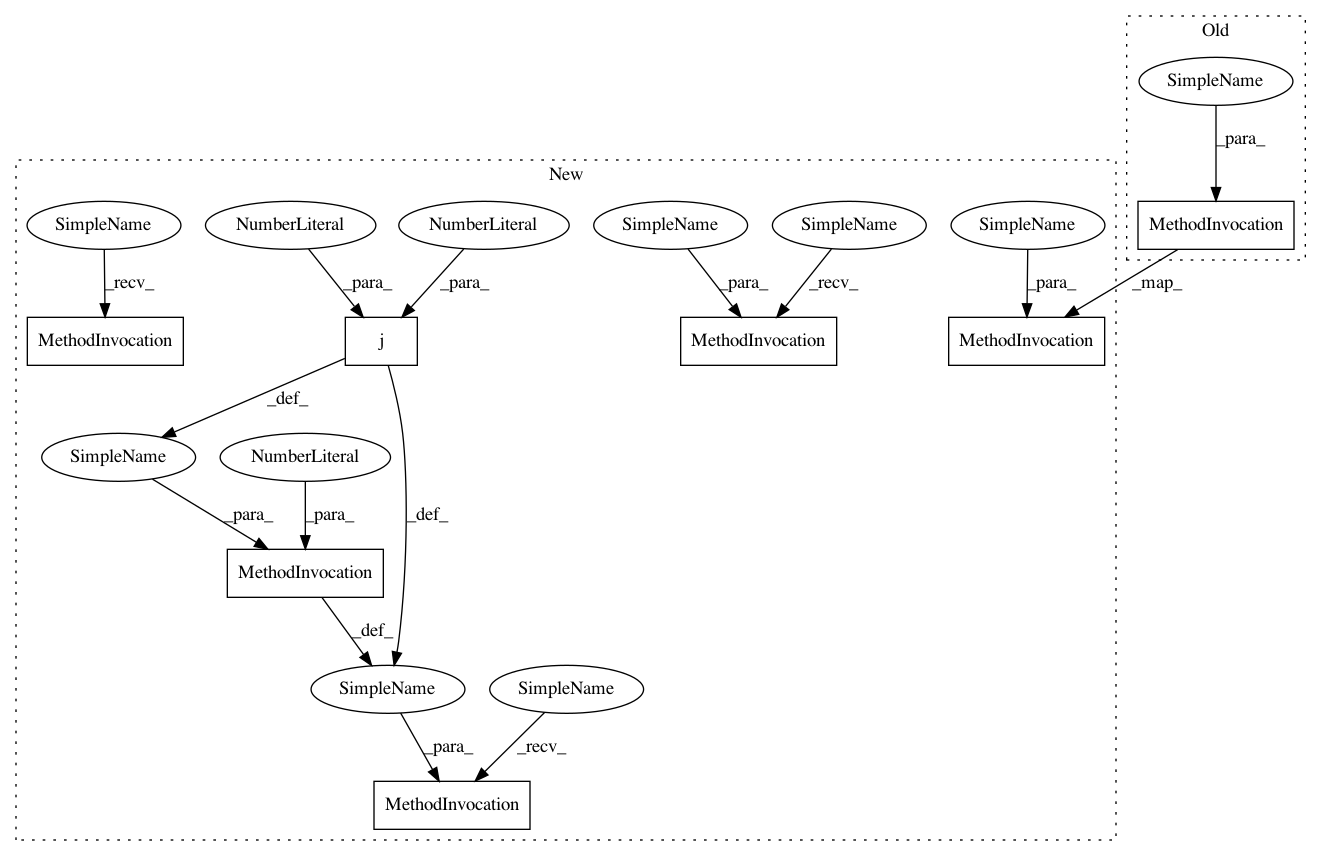 Old
SimpleName
_para_
New
SimpleName
NumberLiteral
NumberLiteral
SimpleName
SimpleName
SimpleName
MethodInvocation
_recv_
_para_
_para_
_para_
_recv_
_para_
_map_
MethodInvocation
j
MethodInvocation
MethodInvocation
_def_
SimpleName
NumberLiteral
_para_
_para_
_def_
MethodInvocation
_def_
SimpleName
SimpleName
_para_
_recv_
MethodInvocation